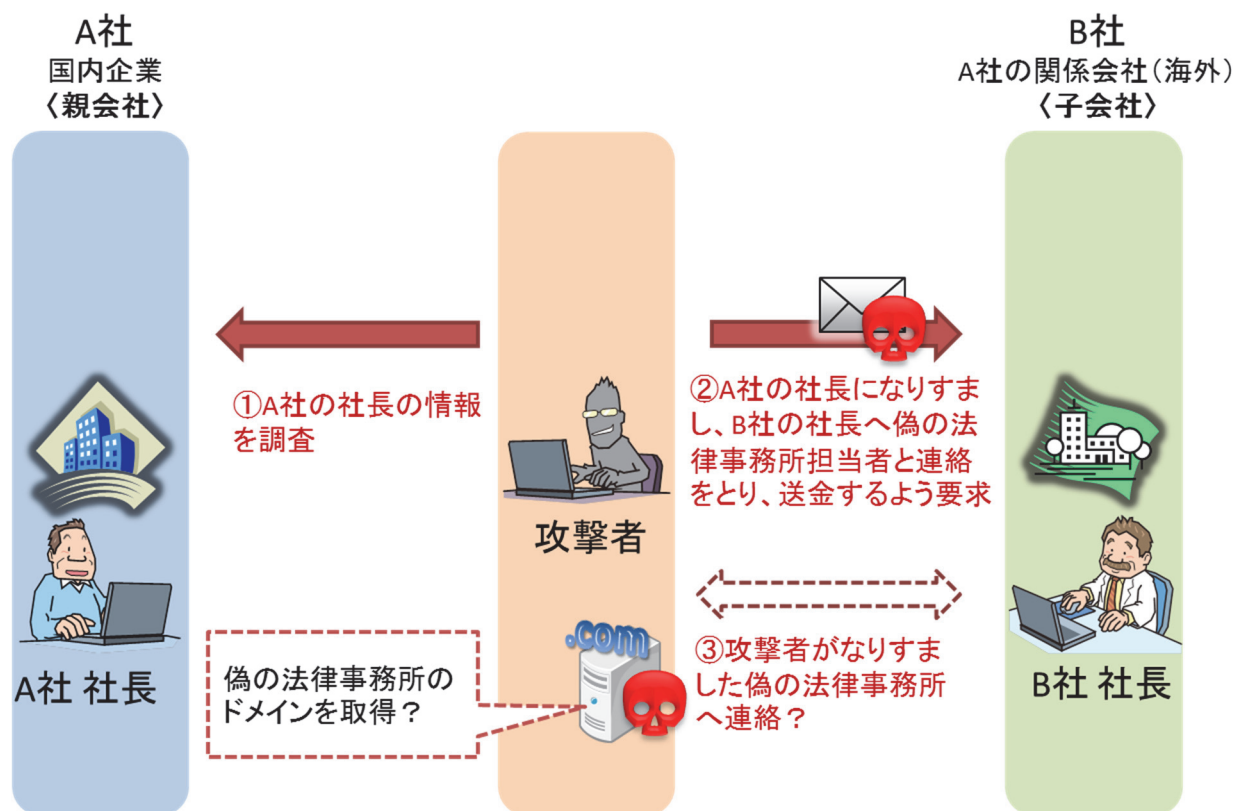 A社
国内企業
〈親会社〉
B社
A社の関係会社(海外)
〈子会社〉
①A社の社長の情報
を調査
②A社の社長になりすま
し、B社の社長へ偽の法
律事務所担当者と連絡
をとり、送金するよう要求
攻撃者
.com
③攻撃者がなりすま
した偽の法律事務所
へ連絡?
偽の法律事務所の
ドメインを取得?
A社 社長
B社 社長